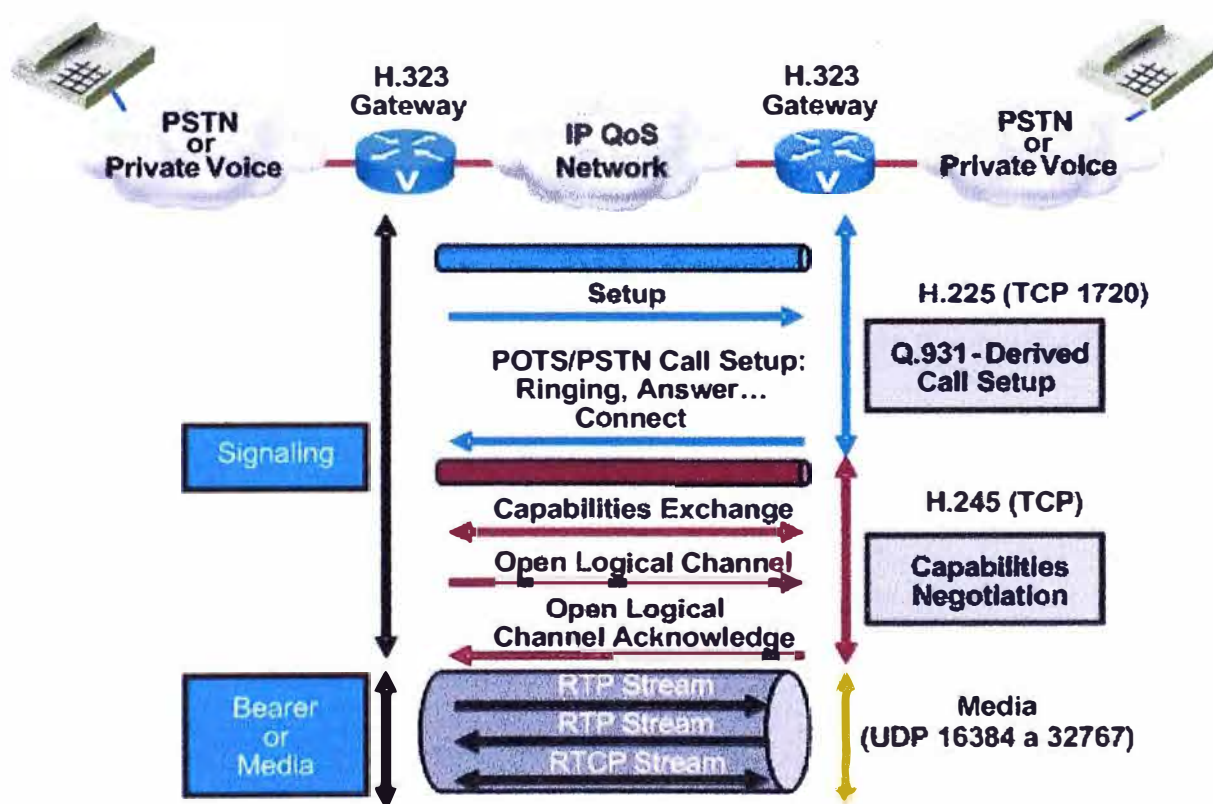 H.323
Gateway
H.323
Gateway
PSTN
or
Private Voice
IP QoS
Network
PSTN
or
Private Voice
V
V
Setup
H.225 (TCP 1720)
Q.931-Derived
Call Setup
POTS/PSTN Call Setup:
Ringing, Answer...
Connect
Signaling
Capabilities Exchange
H.245 (TCP)
Open Logical Channel
Capabilities
Negotiation
Open Logical
Channel Acknowledge
RTP Stream
Bearer
or
Media
RTP Stream
Media
(UDP 16384 a 32767)
RTCP Stream